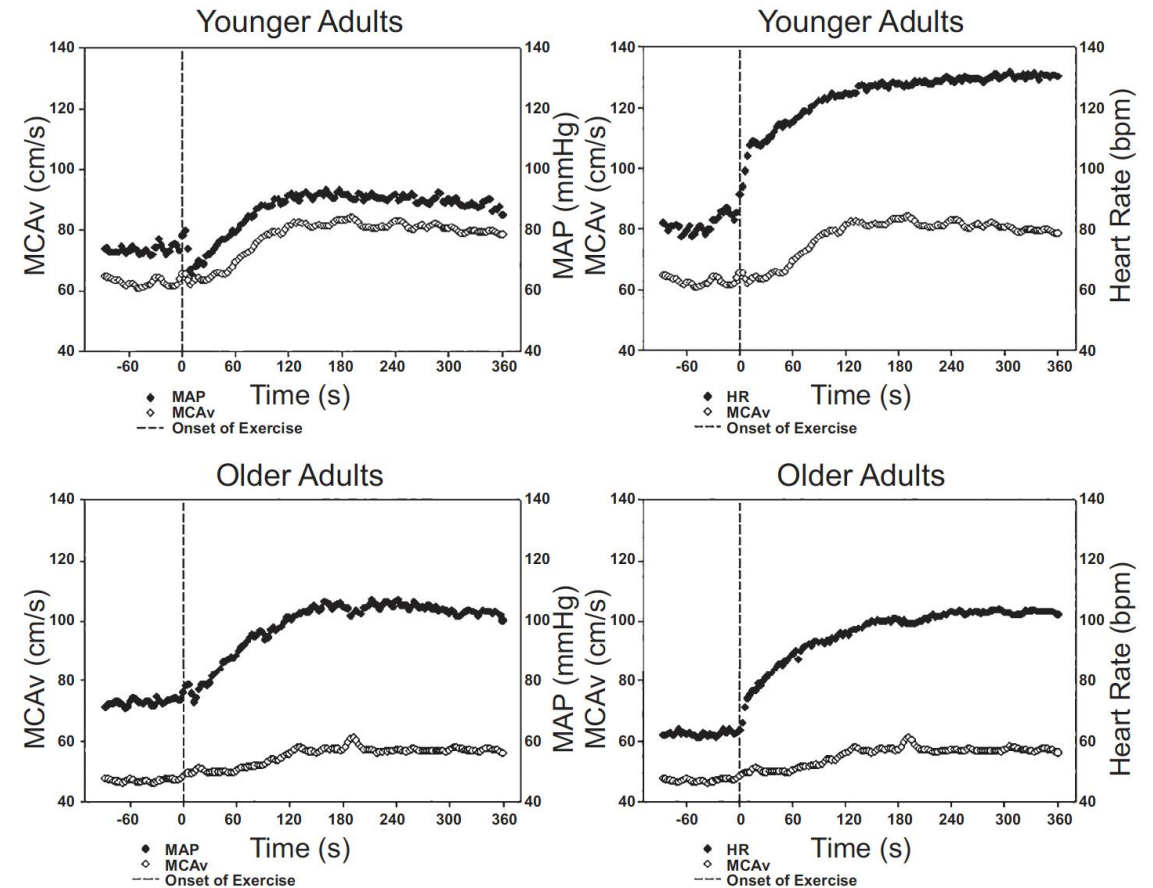 Younger Adults
140
120
100
80
60
40
MCAv (cm/s)
140
120
100
80
60
40
MAP (mmHg)
-60 0 60 120 180 240 300 360
Time (s)
MAP
MCAv
Onset of Exercise
Younger Adults
140
120
100
80
60
40
MCAv (cm/s)
140
120
100
80
60
40
Heart Rate (bpm)
-60 0 60 120 180 240 300 360
Time (s)
HR
MCAv
Onset of Exercise
Older Adults
140
120
100
80
60
40
MCAv (cm/s)
140
120
100
80
60
40
MAP (mmHg)
-60 0 60 120 180 240 300 360
Time (s)
MAP
MCAv
Onset of Exercise
Older Adults
140
120
100
80
60
40
MCAv (cm/s)
140
120
100
80
60
40
Heart Rate (bpm)
-60 0 60 120 180 240 300 360
Time (s)
HR
MCAv
Onset of Exercise